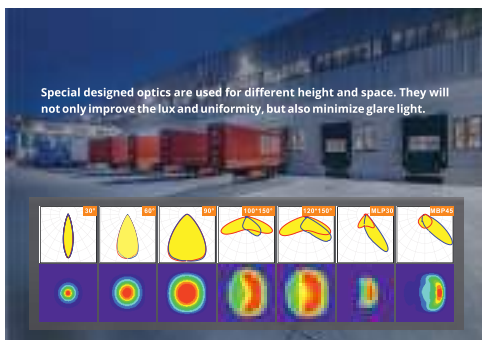 Special designed optics are used for different height and space. They will
not only improve the lux and uniformity, but also minimize glare light.
30° 60° 90° 100*150° 120*150° MLP30 MBP45